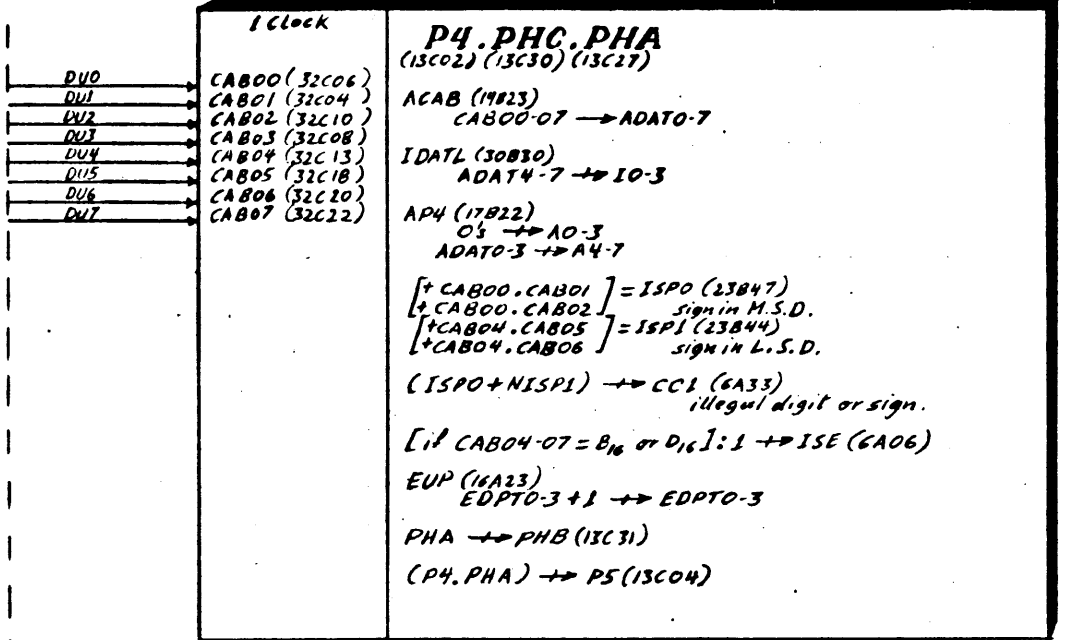 1 Clock
P4.PHC.PHA
(13C02) (13C30) (13C27)
DU0 CAB00 (32C06)
DU1 CAB01 (32C04)
DU2 CAB02 (32C10)
DU3 CAB03 (32C08)
DU4 CAB04 (32C13)
DU5 CAB05 (32C18)
DU6 CAB06 (32C20)
DU7 CAB07 (32C22)
ACAB (19B23)
CAB00-07 → ADAT0-7
IDATL (30B30)
ADAT4-7 → I0-3
AP4 (17B22)
0's → A0-3
ADAT0-3 → A4-7
[+ CAB00.CAB01
+ CAB00.CAB02] = ISP0 (23B47)
sign in M.S.D.
[+CAB04.CAB05
+CAB04.CAB06] = ISP1 (23B44)
sign in L.S.D.
(ISP0+NISP1) → CC1 (6A33)
illegal digit or sign.
[if CAB04-07 = B16 or D16]: 1 → ISE (6A06)
EUP (16A23)
EDPT0-3 +1 → EDPT0-3
PHA → PHB (13C31)
(P4.PHA) → P5 (13C04)